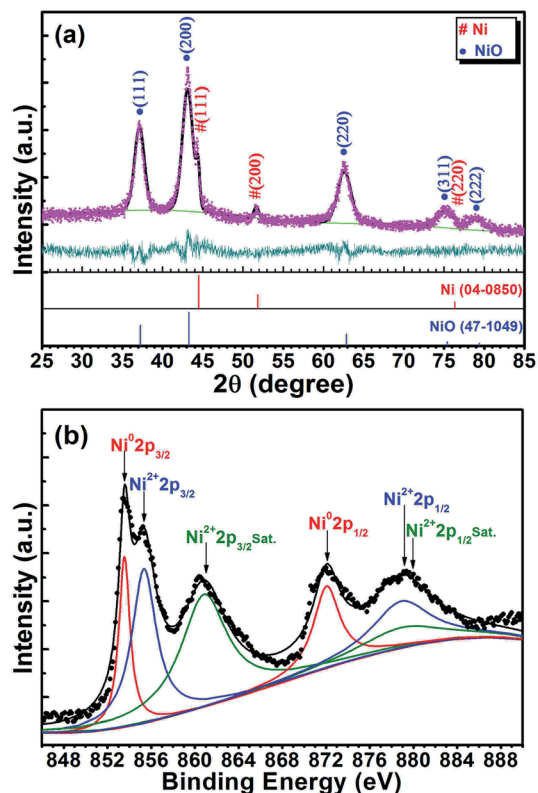 (a)
# Ni
• NiO
•(111)
•(200)
#(111)
#(200)
•(220)
•(311)
#(220)
•(222)
Intensity (a.u.)
Ni (04-0850)
NiO (47-1049)
25 30 35 40 45 50 55 60 65 70 75 80 85
2θ (degree)
(b)
Ni⁰2p3/2
Ni²⁺2p3/2
Ni²⁺2p3/2Sat.
Ni⁰2p1/2
Ni²⁺2p1/2
Ni²⁺2p1/2Sat.
Intensity (a.u.)
848 852 856 860 864 868 872 876 880 884 888
Binding Energy (eV)